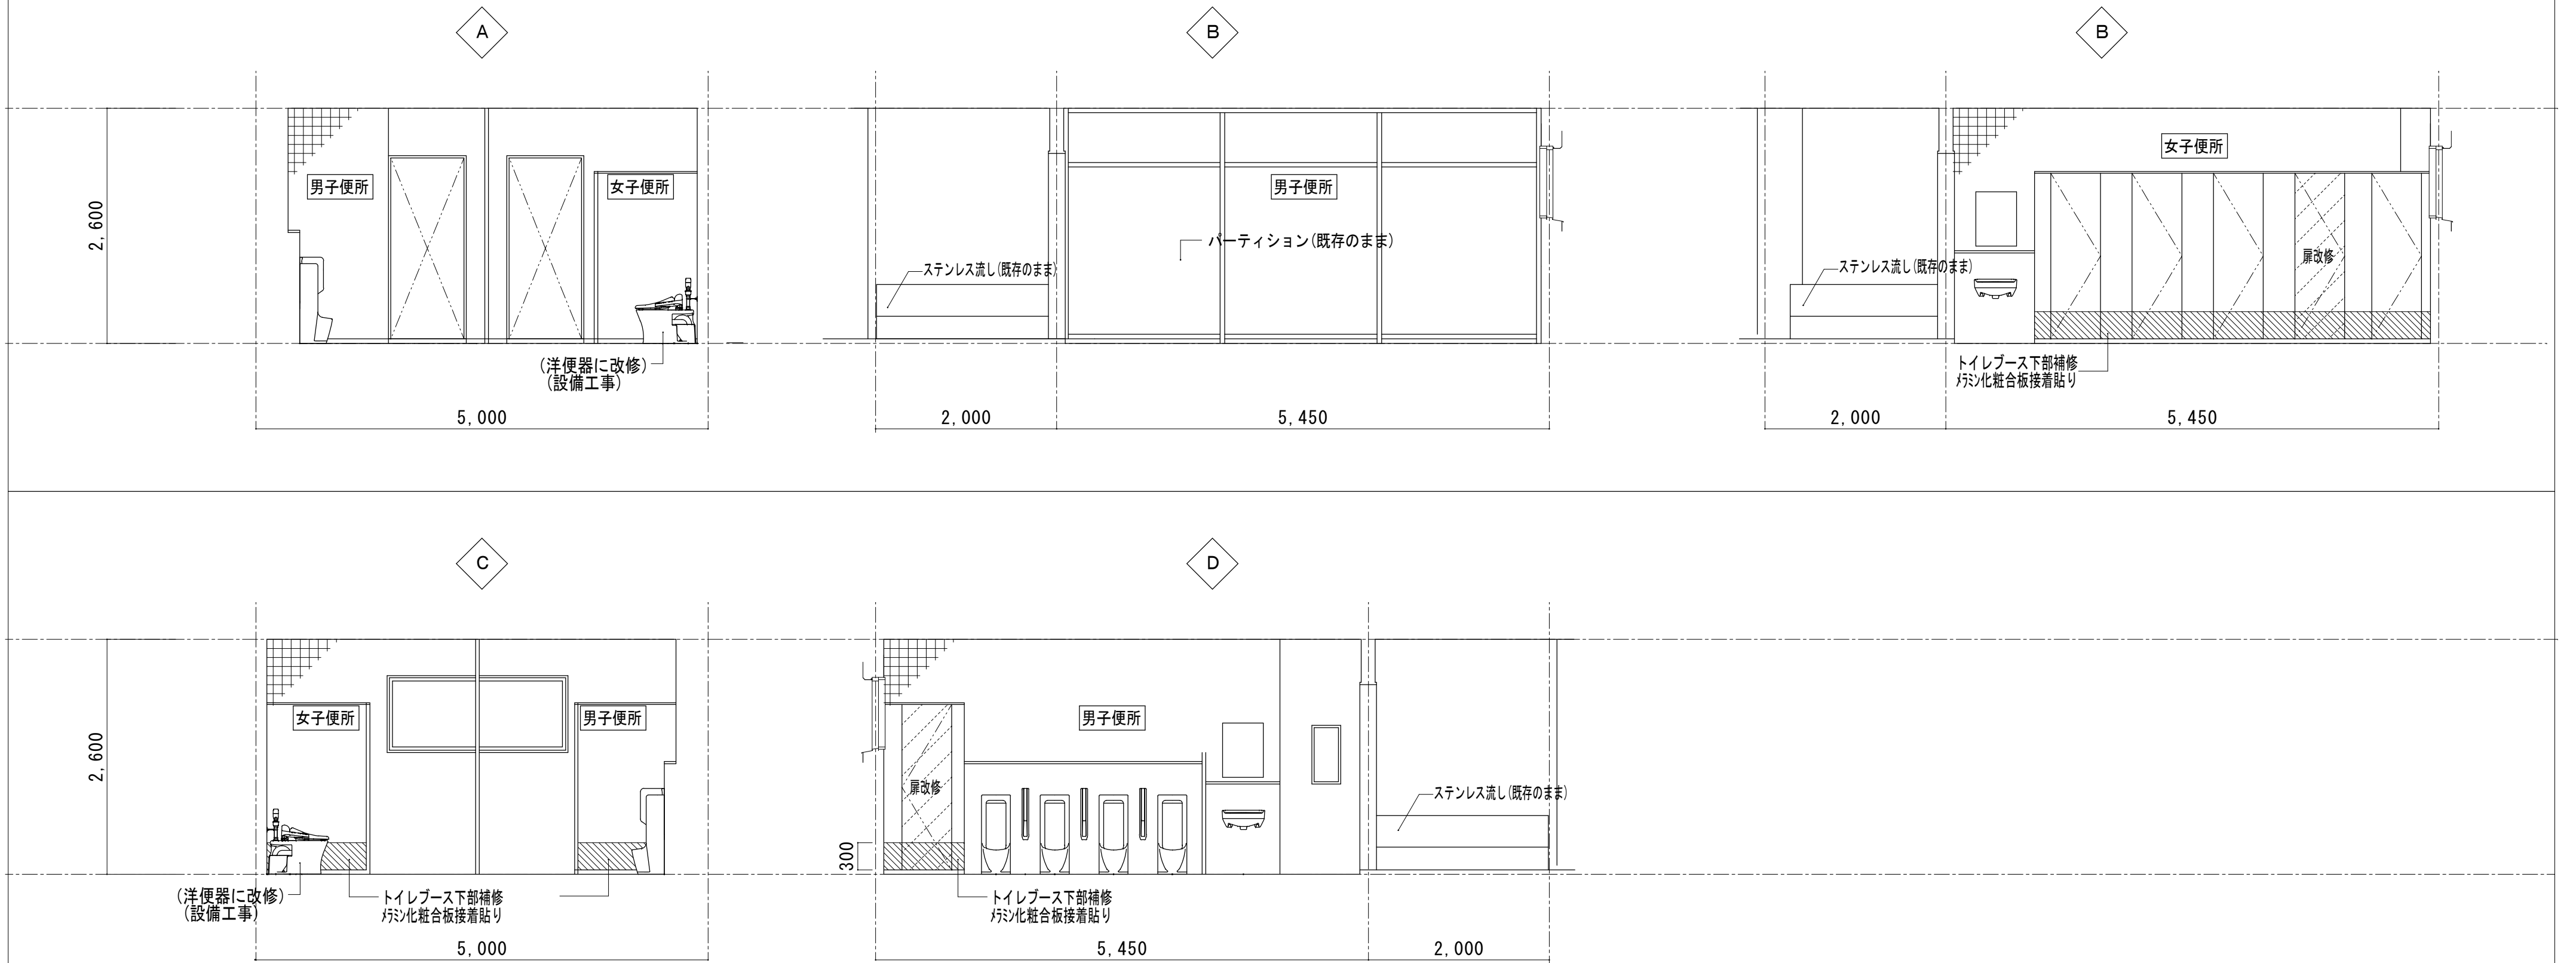 A
B
B
男子便所
女子便所
(洋便器に改修)
(設備工事)
2,600
5,000
ステンレス流し(既存のまま)
男子便所
パーティション(既存のまま)
2,000
5,450
ステンレス流し(既存のまま)
女子便所
扉改修
トイレブース下部補修
メラミン化粧合板接着貼り
2,000
5,450
C
D
女子便所
男子便所
2,600
(洋便器に改修)
(設備工事)
トイレブース下部補修
メラミン化粧合板接着貼り
5,000
男子便所
扉改修
300
トイレブース下部補修
メラミン化粧合板接着貼り
ステンレス流し(既存のまま)
5,450
2,000